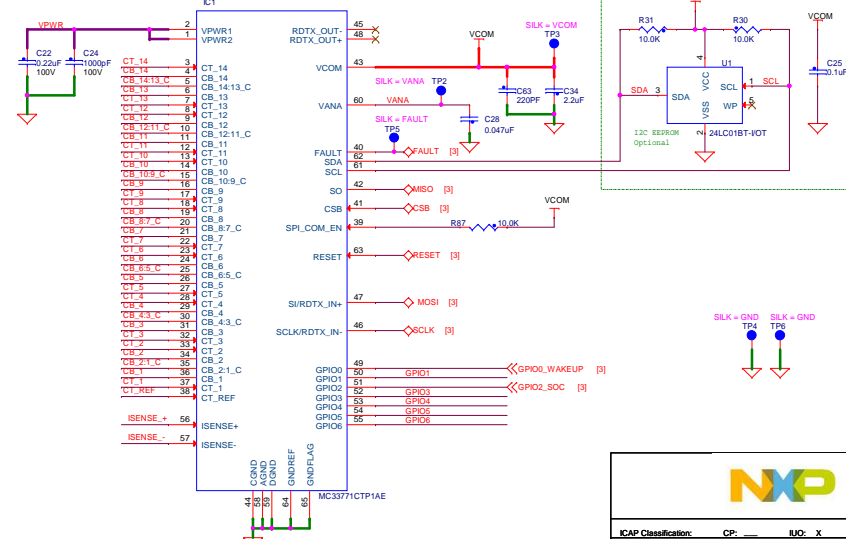 IC1
VPWR
2 VPWR1
1 VPWR2
C22
0.22uF
100V
C24
1000pF
100V
CT_14 3 CT_14
CB_14 4 CB_14
CB_14:13_C 5 CB_14:13_C
CB_13 6 CB_13
CT_13 7 CT_13
CT_12 8 CT_12
CB_12 9 CB_12
CB_12:11_C 10 CB_12:11_C
CB_11 11 CB_11
CT_11 12 CT_11
CT_10 13 CT_10
CB_10 14 CB_10
CB_10:9_C 15 CB_10:9_C
CB_9 16 CB_9
CT_9 17 CT_9
CT_8 18 CT_8
CB_8 19 CB_8
CB_8:7_C 20 CB_8:7_C
CB_7 21 CB_7
CT_7 22 CT_7
CT_6 23 CT_6
CB_6 24 CB_6
CB_6:5_C 25 CB_6:5_C
CB_5 26 CB_5
CT_5 27 CT_5
CT_4 28 CT_4
CB_4 29 CB_4
CB_4:3_C 30 CB_4:3_C
CB_3 31 CB_3
CT_3 32 CT_3
CT_2 33 CT_2
CB_2 34 CB_2
CB_2:1_C 35 CB_2:1_C
CB_1 36 CB_1
CT_1 37 CT_1
CT_REF 38 CT_REF
ISENSE_+ 56 ISENSE+
ISENSE_- 57 ISENSE-
CGND 44
AGND 58
DGND 59
GNDREF 64
GNDFLAG 65
MC33771CTP1AE
RDTX_OUT- 45
RDTX_OUT+ 48
VCOM 43
VCOM
SILK = VCOM
TP3
C63
220PF
C34
2.2uF
SILK = VANA
TP2
VANA 60 VANA
C28
0.047uF
SILK = FAULT
TP5
FAULT 40 FAULT [3]
SDA 62
SCL 61
SO 42 MISO [3]
CSB 41 CSB [3]
SPI_COM_EN 39
R87 10.0K
VCOM
RESET 63 RESET [3]
SI/RDTX_IN+ 47 MOSI [3]
SCLK/RDTX_IN- 46 SCLK [3]
GPIO0 49 GPIO0_WAKEUP [3]
GPIO1 50 GPIO1
GPIO2 51 GPIO2_SOC [3]
GPIO3 52 GPIO3
GPIO4 53 GPIO4
GPIO5 54 GPIO5
GPIO6 55 GPIO6
R31
10.0K
R30
10.0K
U1
4 VCC
SDA 3 SDA
SCL 1 SCL
WP 5
VSS 2
24LC01BT-I/OT
I2C EEPROM
Optional
VCOM
C25
0.1uF
SILK = GND SILK = GND
TP4 TP6
NXP
ICAP Classification: CP: ___ IUO: X